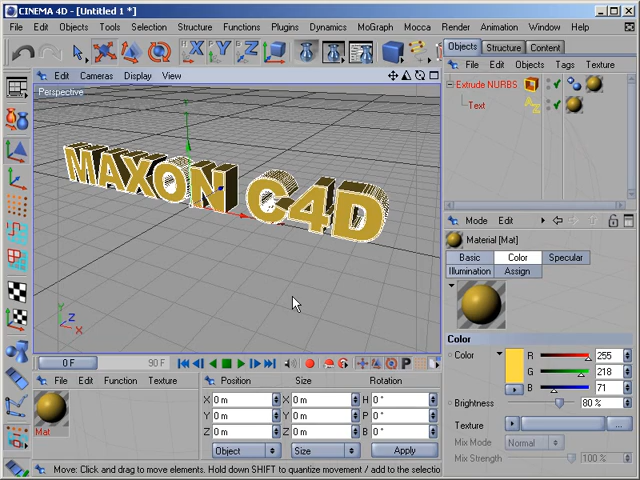 CINEMA 4D - [Untitled 1 *]
File Edit Objects Tools Selection Structure Functions Plugins Dynamics MoGraph Mocca Render Animation Window Help
X Y Z
Objects Structure Content
Edit Cameras Display View
File Edit Objects Tags Texture
Perspective
Extrude NURBS
Text
MAXON C4D
Y Z X
Mode Edit
Material [Mat]
Basic Color Specular
Illumination Assign
Color
Color R 255
G 218
B 71
Brightness 80 %
Texture ...
Mix Mode Normal
Mix Strength 100 %
0 F 90 F P
File Edit Function Texture
Mat
Position Size Rotation
X 0 m X 0 m H 0 °
Y 0 m Y 0 m P 0 °
Z 0 m Z 0 m B 0 °
Object Size Apply
Move: Click and drag to move elements. Hold down SHIFT to quantize movement / add to the selectio